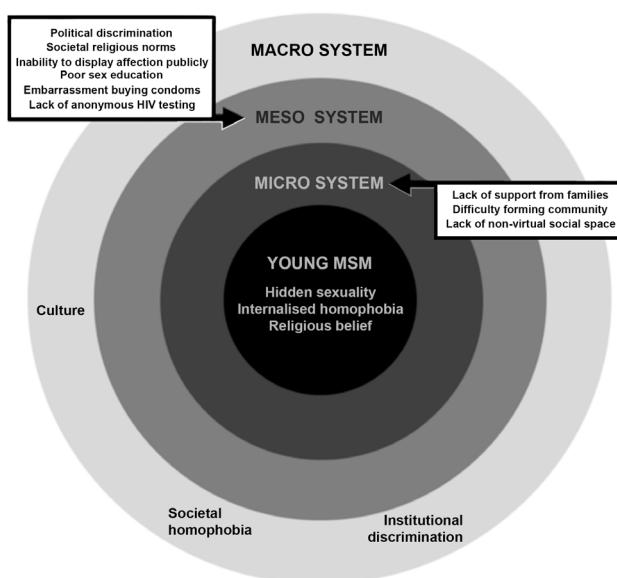 Political discrimination
Societal religious norms
Inability to display affection publicly
Poor sex education
Embarrassment buying condoms
Lack of anonymous HIV testing
MACRO SYSTEM
MESO SYSTEM
MICRO SYSTEM
Lack of support from families
Difficulty forming community
Lack of non-virtual social space
YOUNG MSM
Hidden sexuality
Internalised homophobia
Religious belief
Culture
Societal
homophobia
Institutional
discrimination